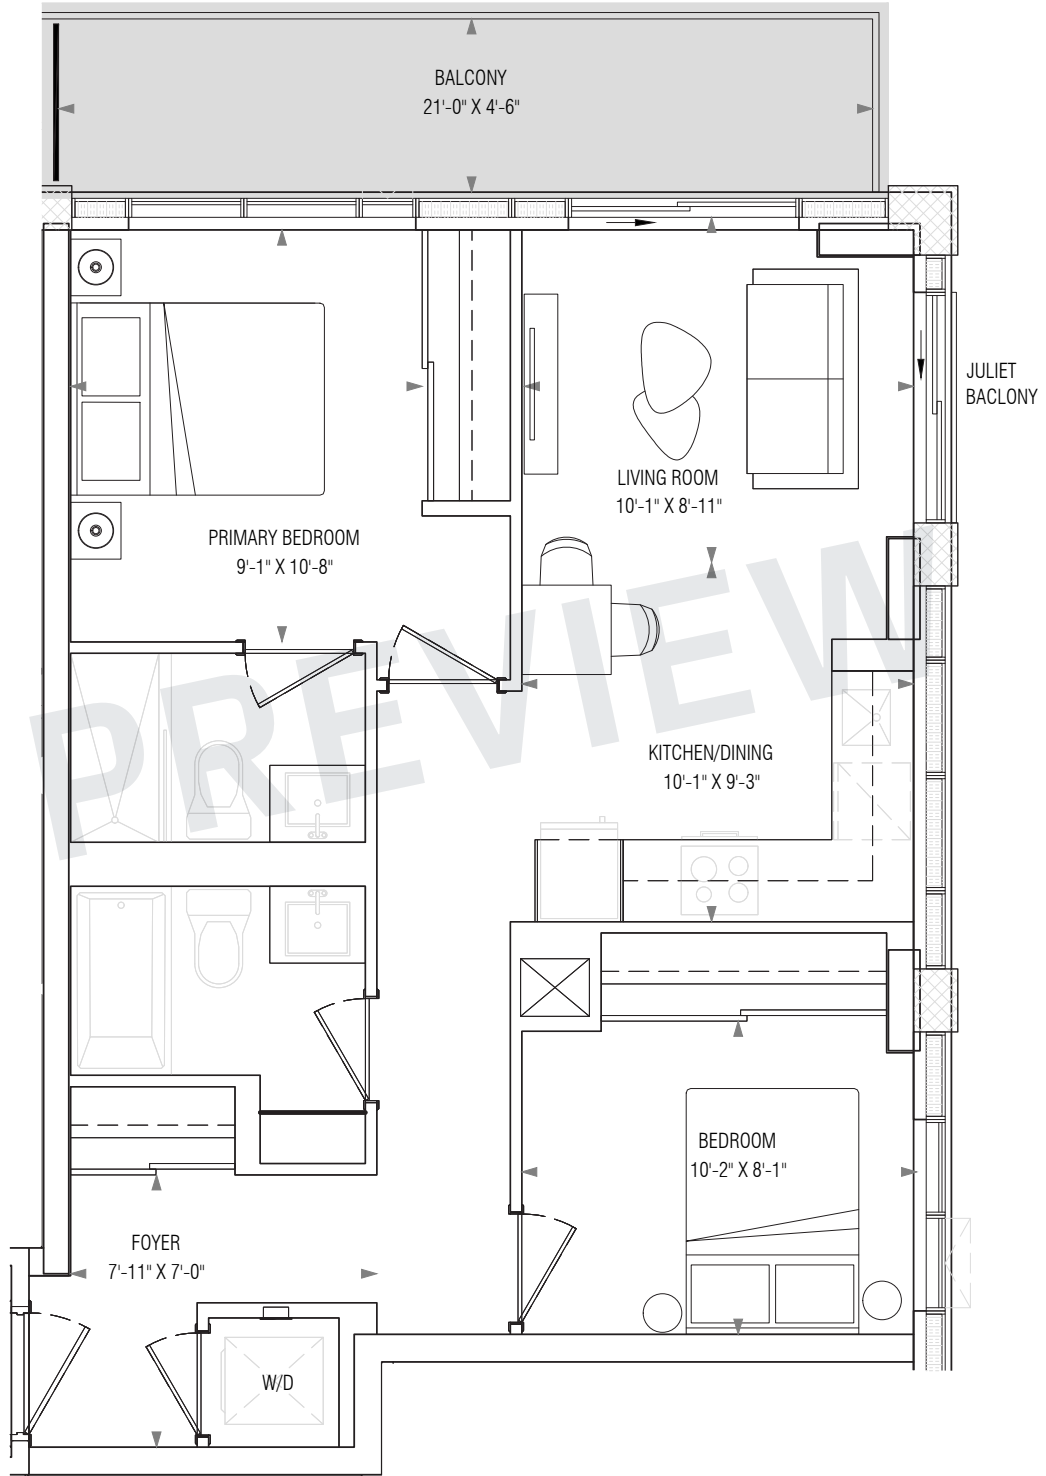 BALCONY
21'-0" X 4'-6"
JULIET
BACLONY
LIVING ROOM
10'-1" X 8'-11"
PRIMARY BEDROOM
9'-1" X 10'-8"
PREVIEW
KITCHEN/DINING
10'-1" X 9'-3"
BEDROOM
10'-2" X 8'-1"
FOYER
7'-11" X 7'-0"
W/D